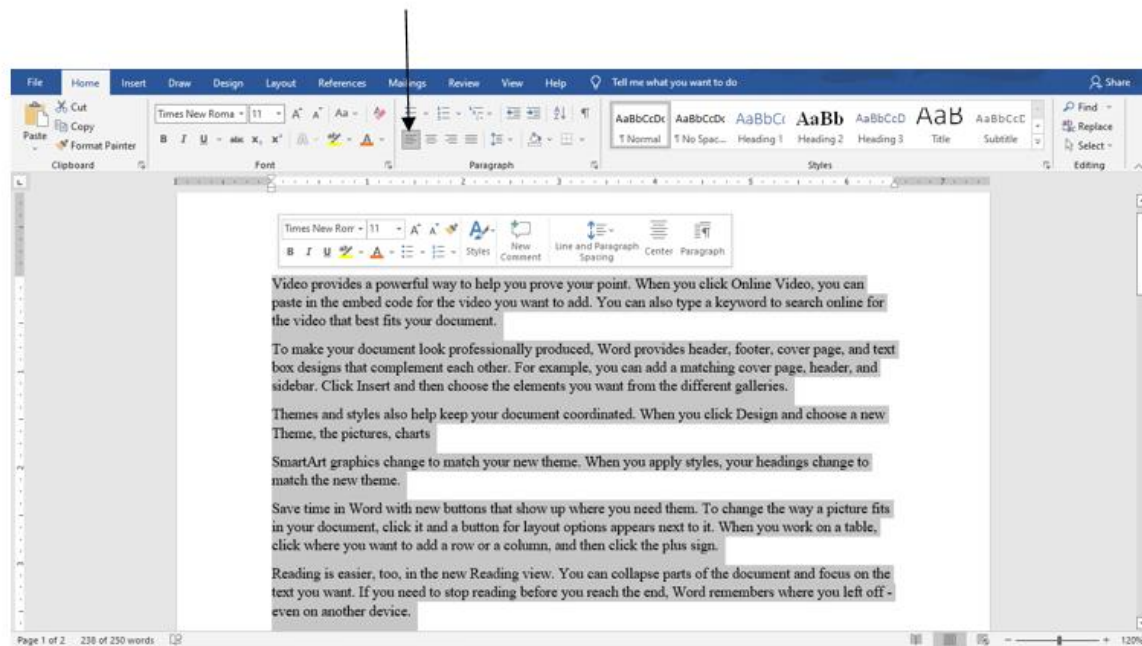 File Home Insert Draw Design Layout References Mailings Review View Help Tell me what you want to do Share
Cut
Copy
Format Painter
Paste
Clipboard
Times New Roma 11 A A Aa
B I U abc x, x² A
Font
Paragraph
AaBbCcDc AaBbCcDc AaBbCc AaBb AaBbCcD AaB AaBbCcD
¶ Normal ¶ No Spac... Heading 1 Heading 2 Heading 3 Title Subtitle
Styles
Find
Replace
Select
Editing
1 2 3 4 5 6 7
Times New Rorr 11 A A
B I U A
Styles
New Comment
Line and Paragraph Spacing
Center
Paragraph
Video provides a powerful way to help you prove your point. When you click Online Video, you can
paste in the embed code for the video you want to add. You can also type a keyword to search online for
the video that best fits your document.
To make your document look professionally produced, Word provides header, footer, cover page, and text
box designs that complement each other. For example, you can add a matching cover page, header, and
sidebar. Click Insert and then choose the elements you want from the different galleries.
Themes and styles also help keep your document coordinated. When you click Design and choose a new
Theme, the pictures, charts
SmartArt graphics change to match your new theme. When you apply styles, your headings change to
match the new theme.
Save time in Word with new buttons that show up where you need them. To change the way a picture fits
in your document, click it and a button for layout options appears next to it. When you work on a table,
click where you want to add a row or a column, and then click the plus sign.
Reading is easier, too, in the new Reading view. You can collapse parts of the document and focus on the
text you want. If you need to stop reading before you reach the end, Word remembers where you left off -
even on another device.
Page 1 of 2 238 of 250 words 120%